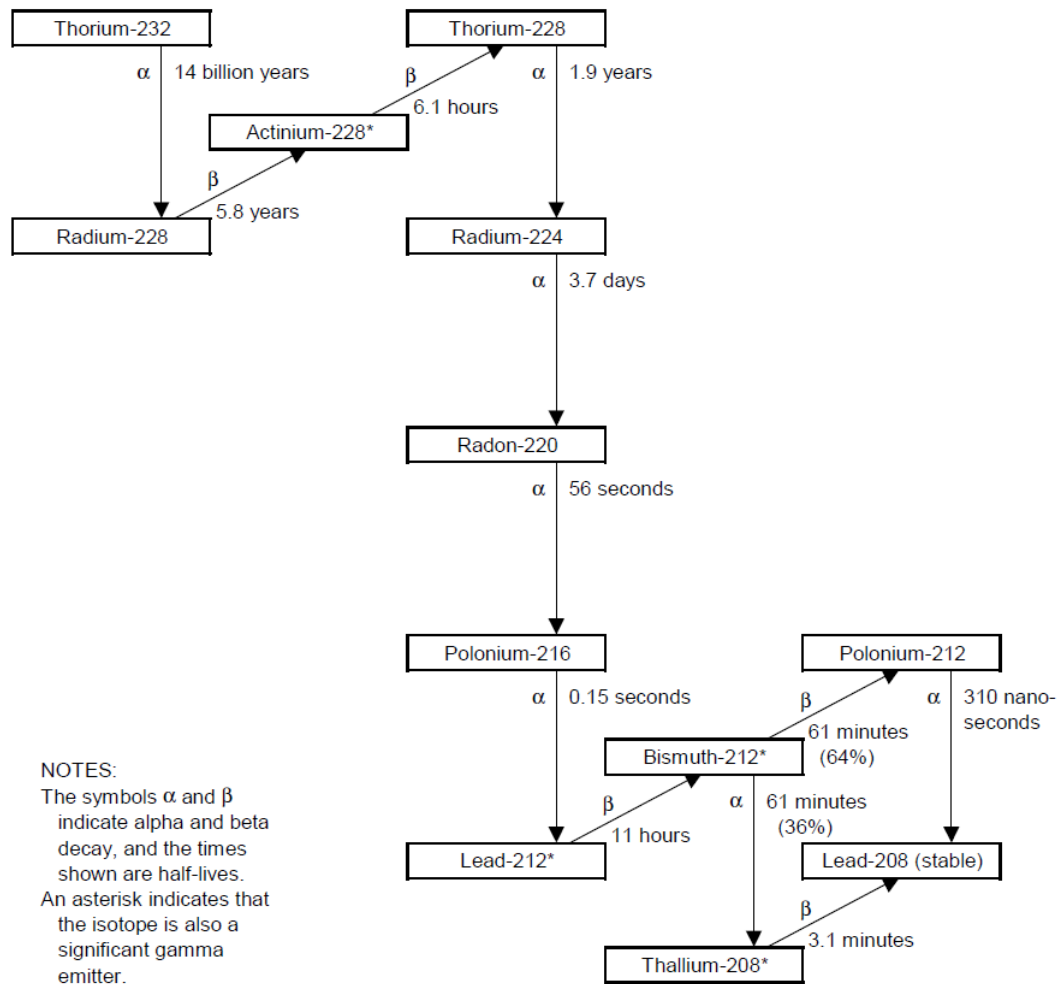 Thorium-232
Thorium-228
α 14 billion years
β
6.1 hours
α 1.9 years
Actinium-228*
β
5.8 years
Radium-228
Radium-224
α 3.7 days
Radon-220
α 56 seconds
Polonium-216
Polonium-212
α 0.15 seconds
β
61 minutes
(64%)
α 310 nano-
seconds
Bismuth-212*
β
11 hours
α 61 minutes
(36%)
Lead-212*
Lead-208 (stable)
β
3.1 minutes
Thallium-208*
NOTES:
The symbols α and β
indicate alpha and beta
decay, and the times
shown are half-lives.
An asterisk indicates that
the isotope is also a
significant gamma
emitter.